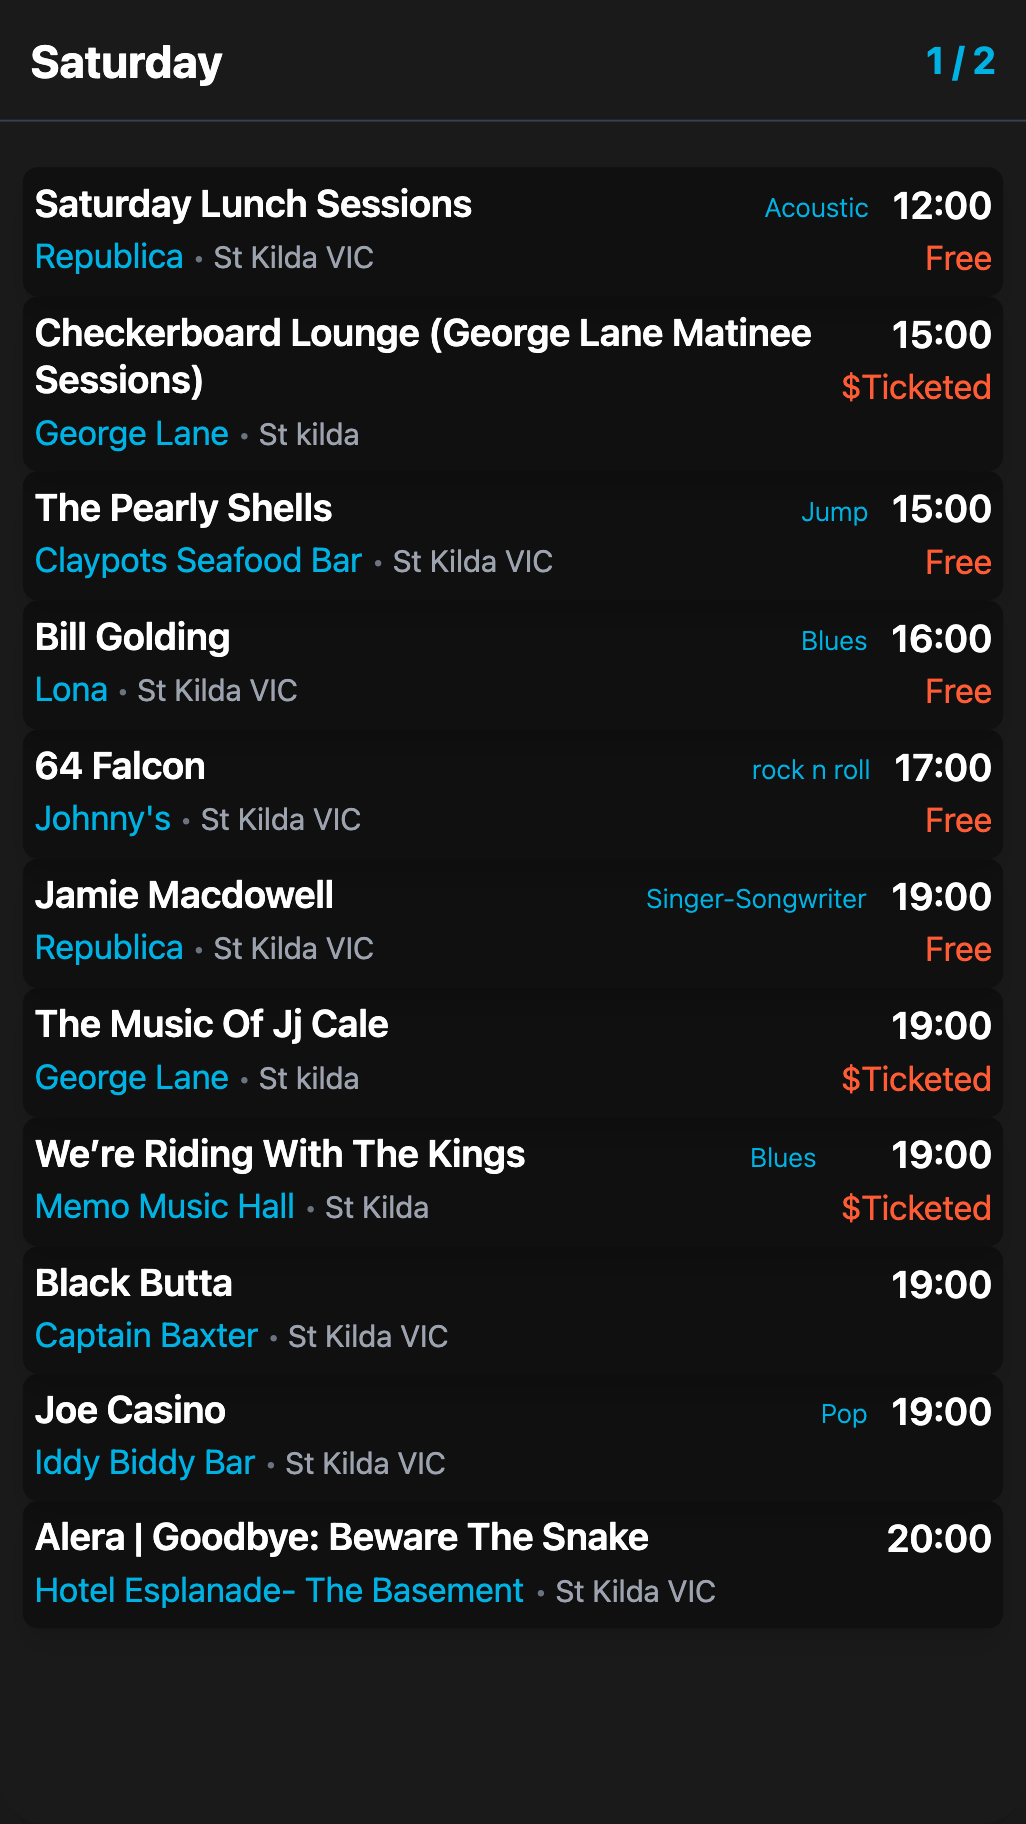 Saturday 1 / 2
Saturday Lunch Sessions Acoustic 12:00
Republica • St Kilda VIC Free
Checkerboard Lounge (George Lane Matinee 15:00
Sessions) $Ticketed
George Lane • St kilda
The Pearly Shells Jump 15:00
Claypots Seafood Bar • St Kilda VIC Free
Bill Golding Blues 16:00
Lona • St Kilda VIC Free
64 Falcon rock n roll 17:00
Johnny's • St Kilda VIC Free
Jamie Macdowell Singer-Songwriter 19:00
Republica • St Kilda VIC Free
The Music Of Jj Cale 19:00
George Lane • St kilda $Ticketed
We’re Riding With The Kings Blues 19:00
Memo Music Hall • St Kilda $Ticketed
Black Butta 19:00
Captain Baxter • St Kilda VIC
Joe Casino Pop 19:00
Iddy Biddy Bar • St Kilda VIC
Alera | Goodbye: Beware The Snake 20:00
Hotel Esplanade- The Basement • St Kilda VIC